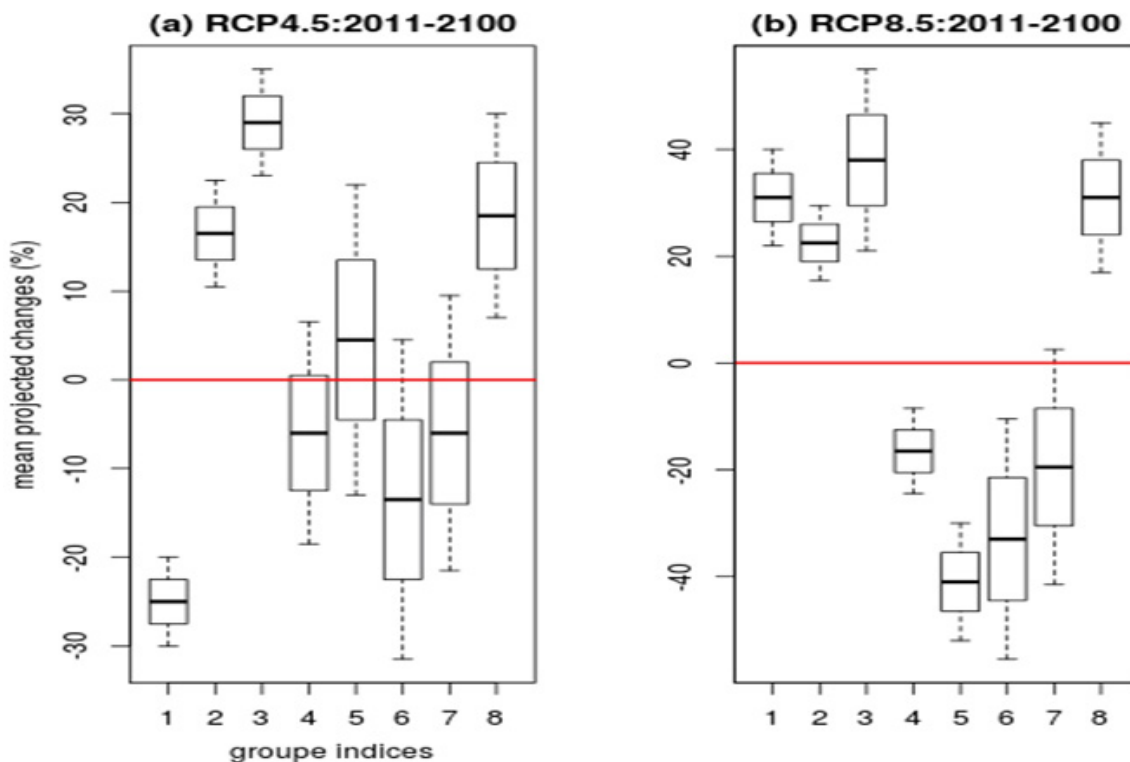 (a) RCP4.5:2011-2100
mean projected changes (%)
30
20
10
0
-10
-20
-30
1 2 3 4 5 6 7 8
groupe indices
(b) RCP8.5:2011-2100
40
20
0
-20
-40
1 2 3 4 5 6 7 8